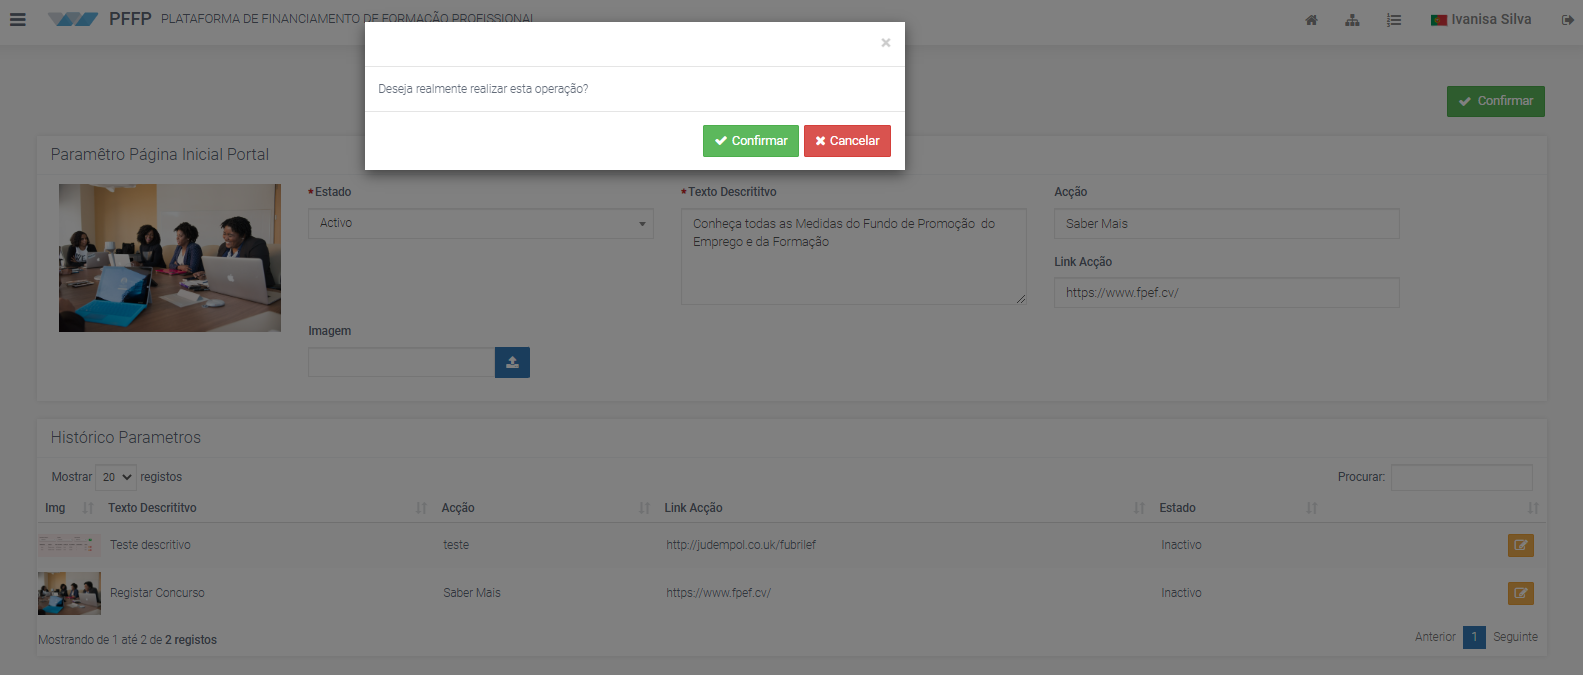 PFFP PLATAFORMA DE FINANCIAMENTO DE FORMAÇÃO PROFISSIONAL
Ivanisa Silva
×
Deseja realmente realizar esta operação?
Confirmar Cancelar
Confirmar
Paramêtro Página Inicial Portal
*Estado
Activo
*Texto Descrititvo
Conheça todas as Medidas do Fundo de Promoção do
Emprego e da Formação
Acção
Saber Mais
Link Acção
https://www.fpef.cv/
Imagem
Histórico Parametros
Mostrar 20 registos
Procurar:
Img Texto Descrititvo Acção Link Acção Estado
Teste descritivo teste http://judempol.co.uk/fubrilef Inactivo
Registar Concurso Saber Mais https://www.fpef.cv/ Inactivo
Mostrando de 1 até 2 de 2 registos
Anterior 1 Seguinte